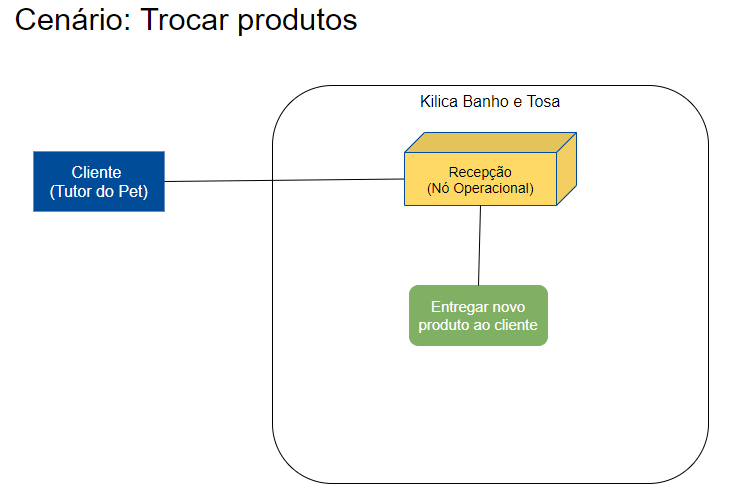 Cenário: Trocar produtos
Kilica Banho e Tosa
Cliente
(Tutor do Pet)
Recepção
(Nó Operacional)
Entregar novo
produto ao cliente